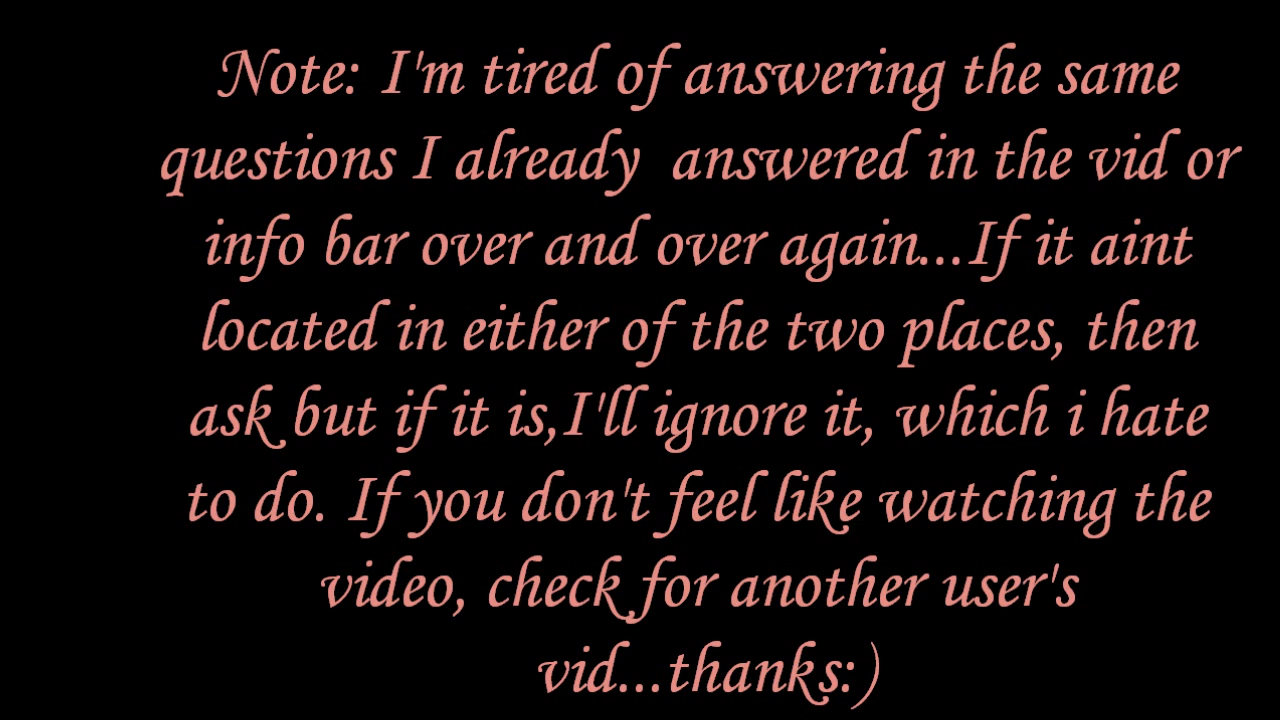 Note: I'm tired of answering the same
questions I already  answered in the vid or
info bar over and over again...If it aint
located in either of the two places, then
ask but if it is,I'll ignore it, which i hate
to do. If you don't feel like watching the
video, check for another user's
vid...thanks:)